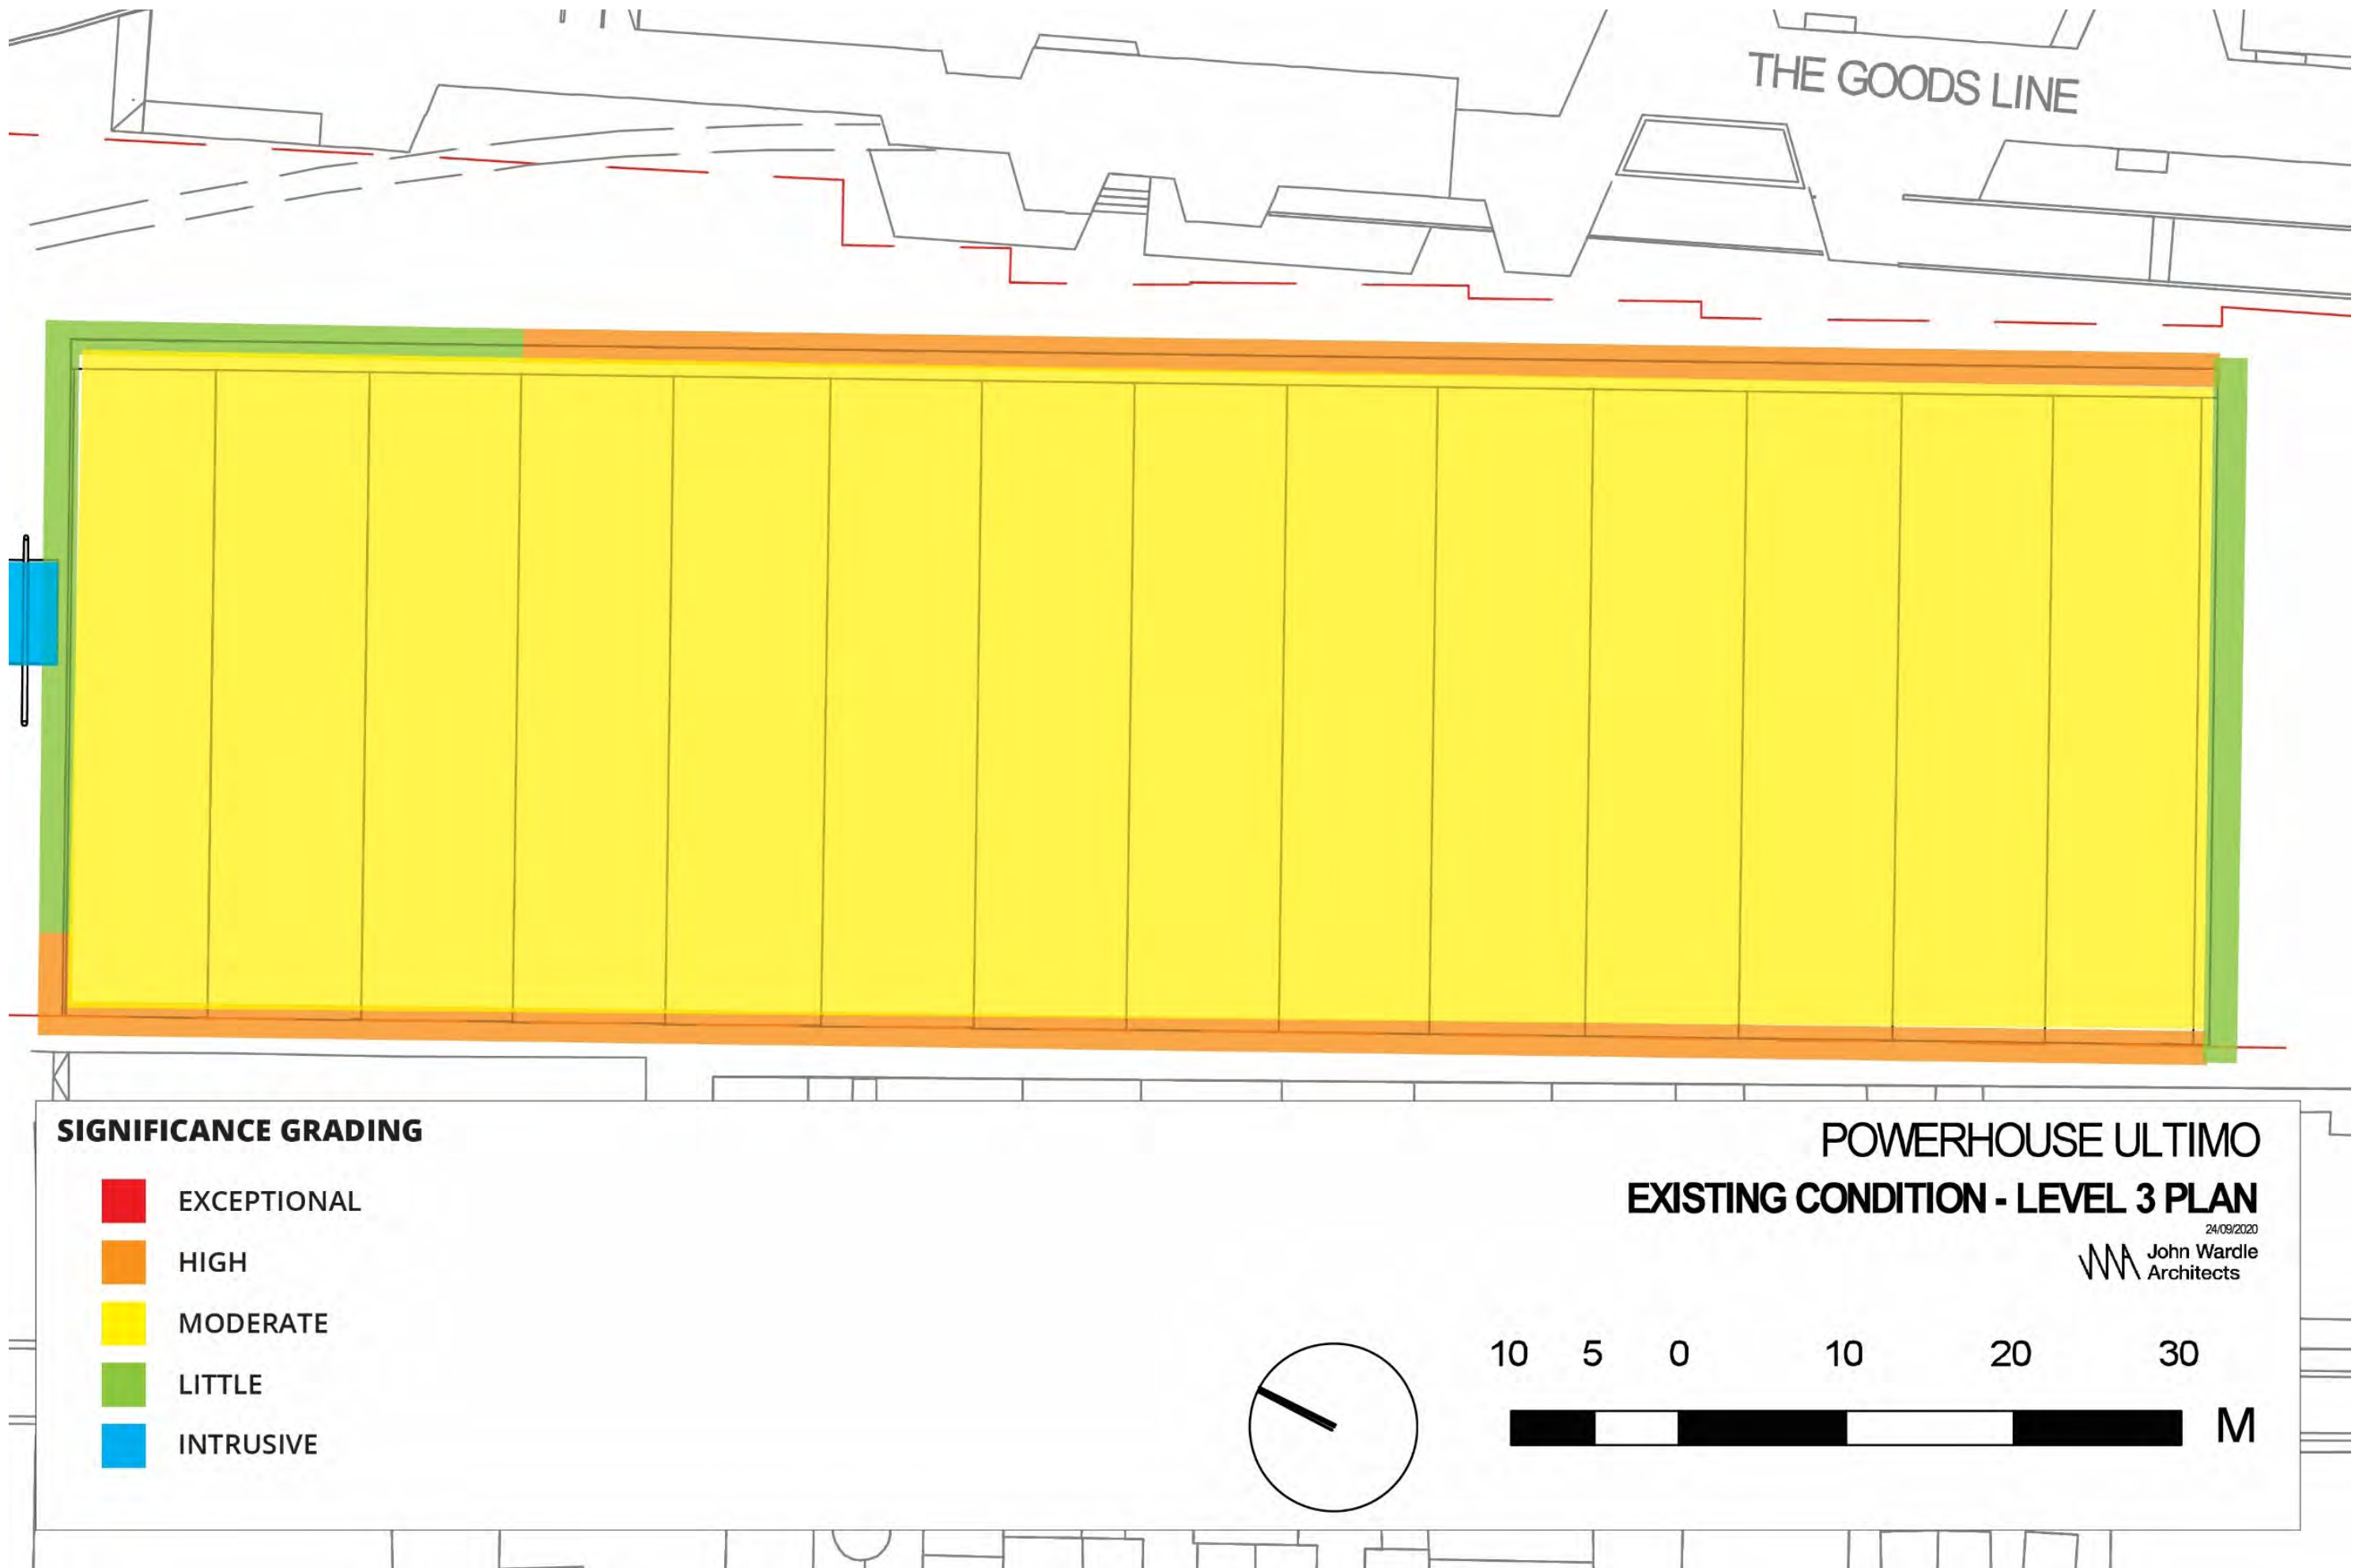 THE GOODS LINE
SIGNIFICANCE GRADING
EXCEPTIONAL
HIGH
MODERATE
LITTLE
INTRUSIVE
POWERHOUSE ULTIMO
EXISTING CONDITION - LEVEL 3 PLAN
24/09/2020
John Wardle
Architects
10 5 0 10 20 30
M